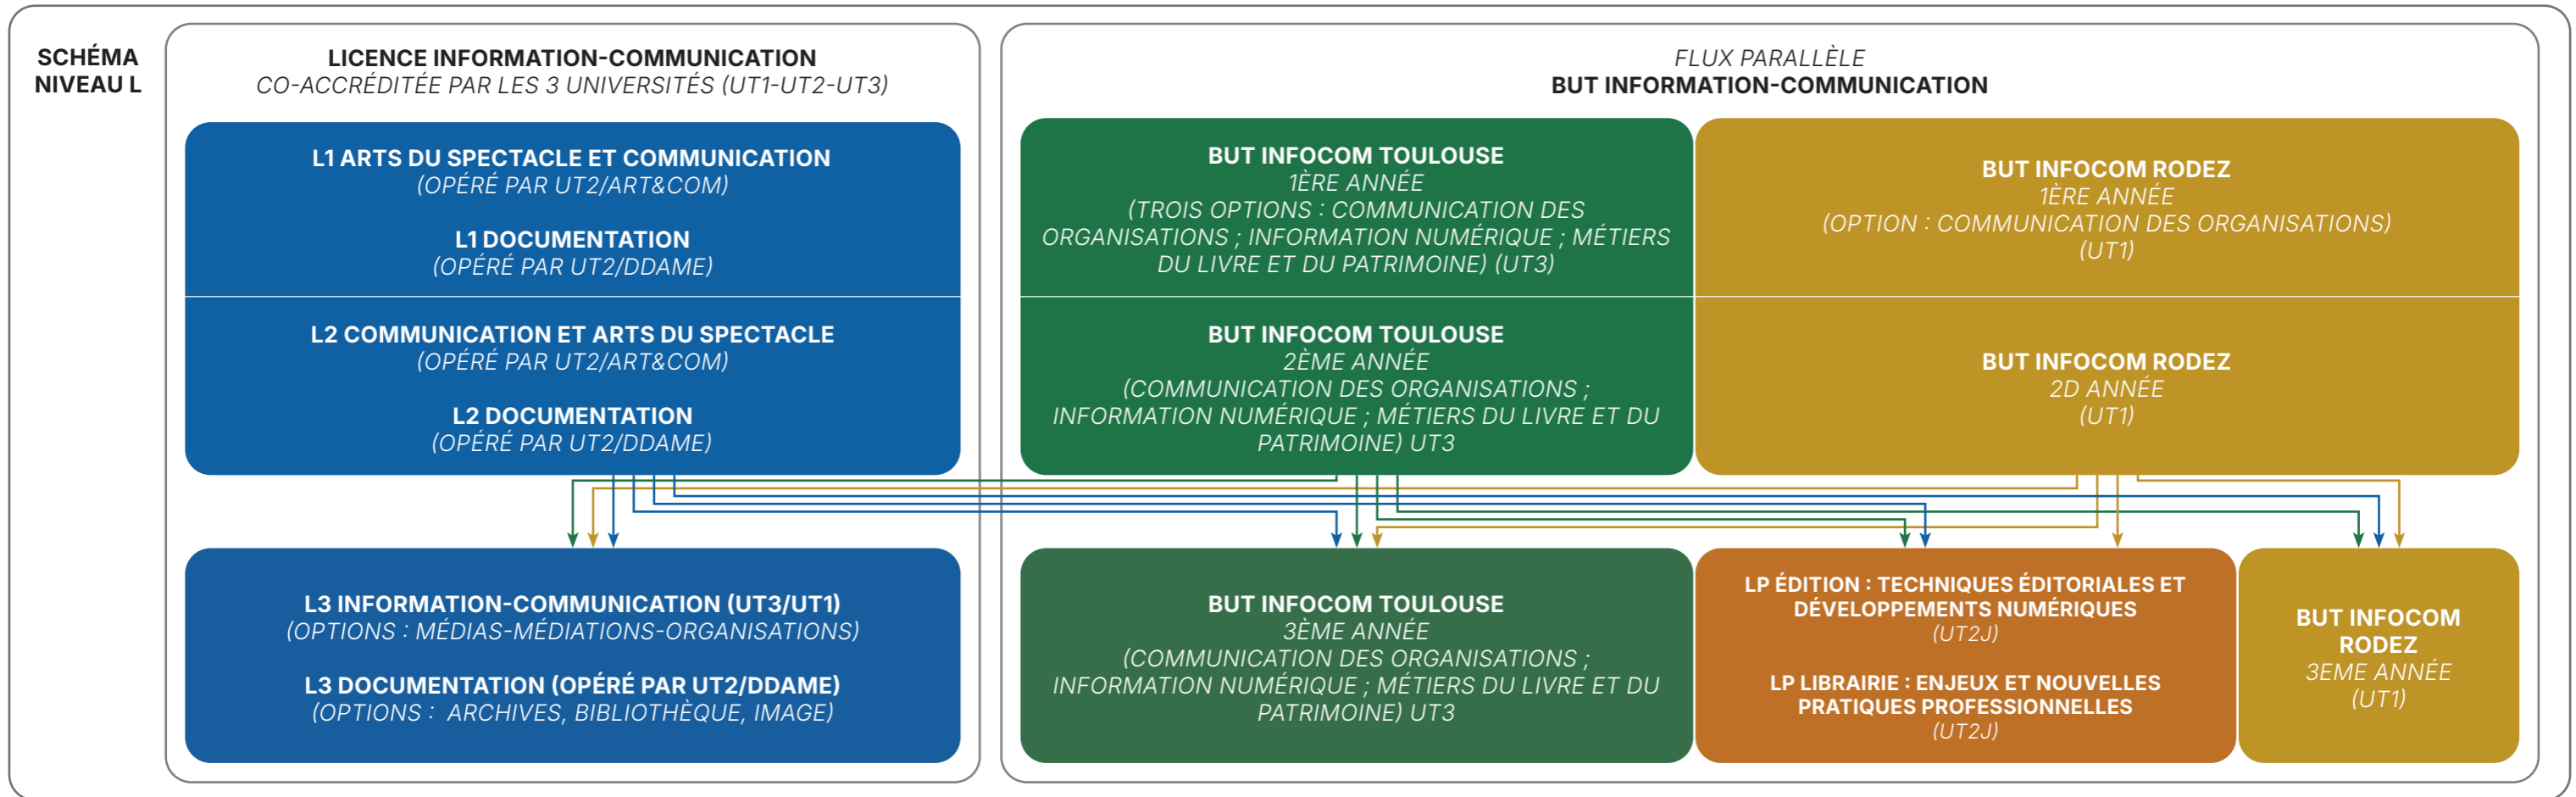 SCHÉMA
NIVEAU L
LICENCE INFORMATION-COMMUNICATION
CO-ACCRÉDITÉE PAR LES 3 UNIVERSITÉS (UT1-UT2-UT3)
FLUX PARALLÈLE
BUT INFORMATION-COMMUNICATION
L1 ARTS DU SPECTACLE ET COMMUNICATION
(OPÉRÉ PAR UT2/ART&COM)
L1 DOCUMENTATION
(OPÉRÉ PAR UT2/DDAME)
BUT INFOCOM TOULOUSE
1ÈRE ANNÉE
(TROIS OPTIONS : COMMUNICATION DES
ORGANISATIONS ; INFORMATION NUMÉRIQUE ; MÉTIERS
DU LIVRE ET DU PATRIMOINE) (UT3)
BUT INFOCOM RODEZ
1ÈRE ANNÉE
(OPTION : COMMUNICATION DES ORGANISATIONS)
(UT1)
L2 COMMUNICATION ET ARTS DU SPECTACLE
(OPÉRÉ PAR UT2/ART&COM)
L2 DOCUMENTATION
(OPÉRÉ PAR UT2/DDAME)
BUT INFOCOM TOULOUSE
2ÈME ANNÉE
(COMMUNICATION DES ORGANISATIONS ;
INFORMATION NUMÉRIQUE ; MÉTIERS DU LIVRE ET DU
PATRIMOINE) UT3
BUT INFOCOM RODEZ
2D ANNÉE
(UT1)
L3 INFORMATION-COMMUNICATION (UT3/UT1)
(OPTIONS : MÉDIAS-MÉDIATIONS-ORGANISATIONS)
L3 DOCUMENTATION (OPÉRÉ PAR UT2/DDAME)
(OPTIONS : ARCHIVES, BIBLIOTHÈQUE, IMAGE)
BUT INFOCOM TOULOUSE
3ÈME ANNÉE
(COMMUNICATION DES ORGANISATIONS ;
INFORMATION NUMÉRIQUE ; MÉTIERS DU LIVRE ET DU
PATRIMOINE) UT3
LP ÉDITION : TECHNIQUES ÉDITORIALES ET
DÉVELOPPEMENTS NUMÉRIQUES
(UT2J)
LP LIBRAIRIE : ENJEUX ET NOUVELLES
PRATIQUES PROFESSIONNELLES
(UT2J)
BUT INFOCOM
RODEZ
3EME ANNÉE
(UT1)